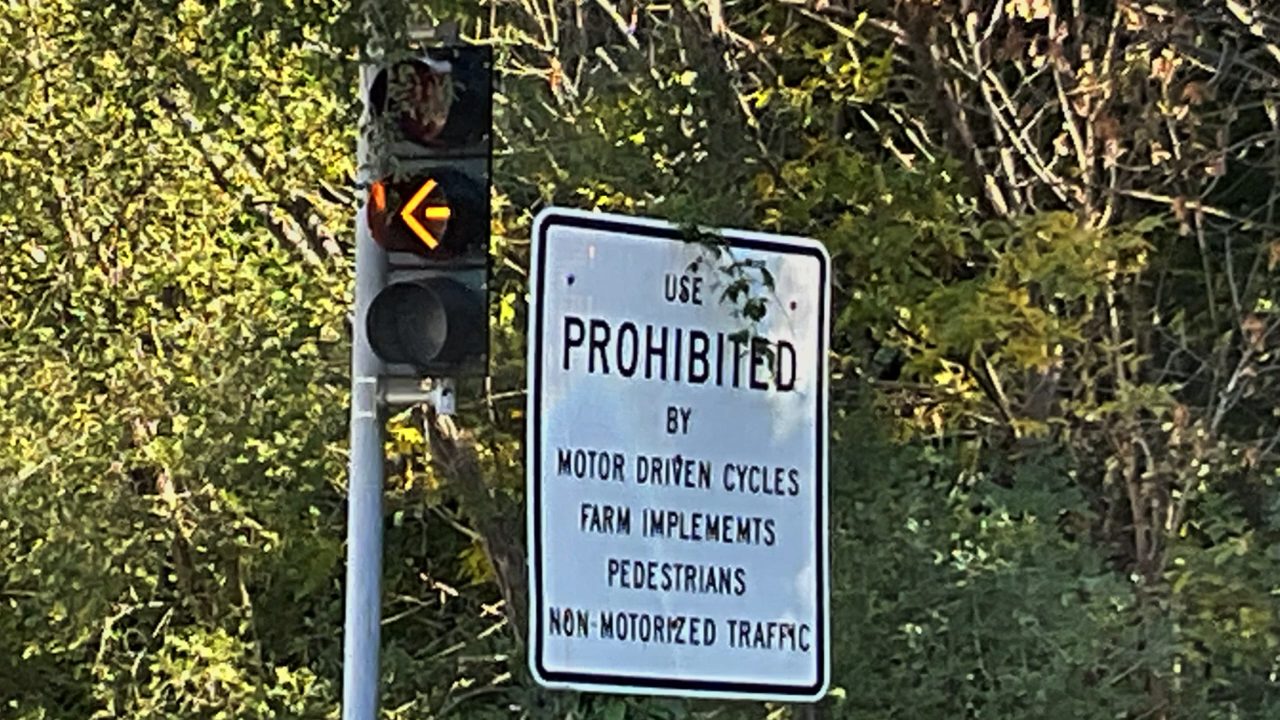 USE
PROHIBITED
BY
MOTOR DRIVEN CYCLES
FARM IMPLEMEMTS
PEDESTRIANS
NON-MOTORIZED TRAFFIC